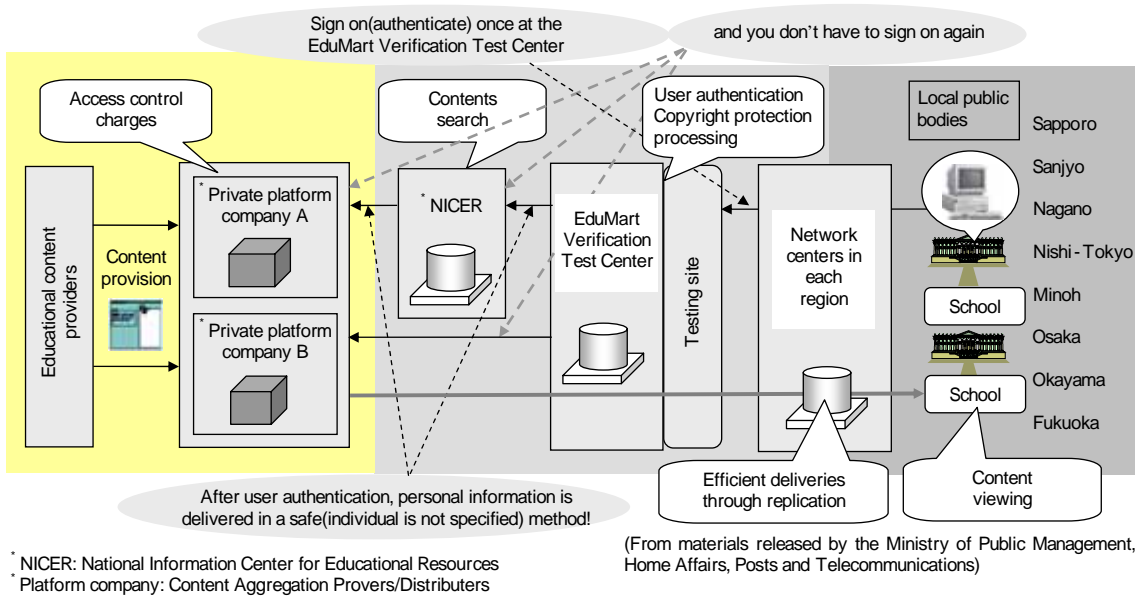 Sign on(authenticate) once at the
EduMart Verification Test Center
and you don't have to sign on again
Access control
charges
Contents
search
User authentication
Copyright protection
processing
Local public
bodies
Educational content
providers
Content
provision
* Private platform
company A
* Private platform
company B
* NICER
EduMart
Verification
Test Center
Testing site
Network
centers in
each
region
School
School
Sapporo
Sanjyo
Nagano
Nishi - Tokyo
Minoh
Osaka
Okayama
Fukuoka
After user authentication, personal information is
delivered in a safe(individual is not specified) method!
Efficient deliveries
through replication
Content
viewing
* NICER: National Information Center for Educational Resources
* Platform company: Content Aggregation Provers/Distributers
(From materials released by the Ministry of Public Management,
Home Affairs, Posts and Telecommunications)